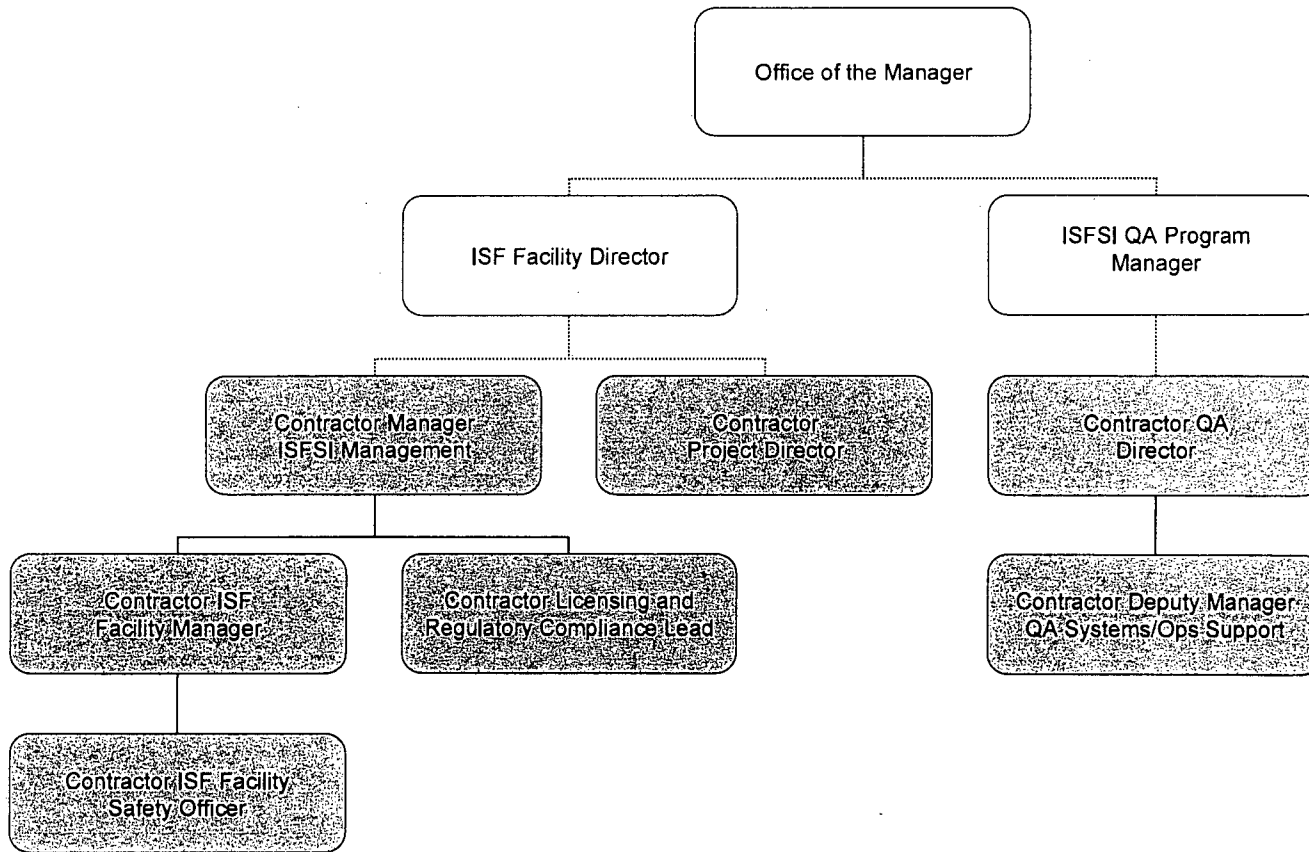 Office of the Manager
ISF Facility Director
ISFSI QA Program
Manager
Contractor Manager
ISFSI Management
Contractor
Project Director
Contractor QA
Director
Contractor ISF
Facility Manager
Contractor Licensing and
Regulatory Compliance Lead
Contractor Deputy Manager
QA Systems/Ops Support
Contractor ISF Facility
Safety Officer